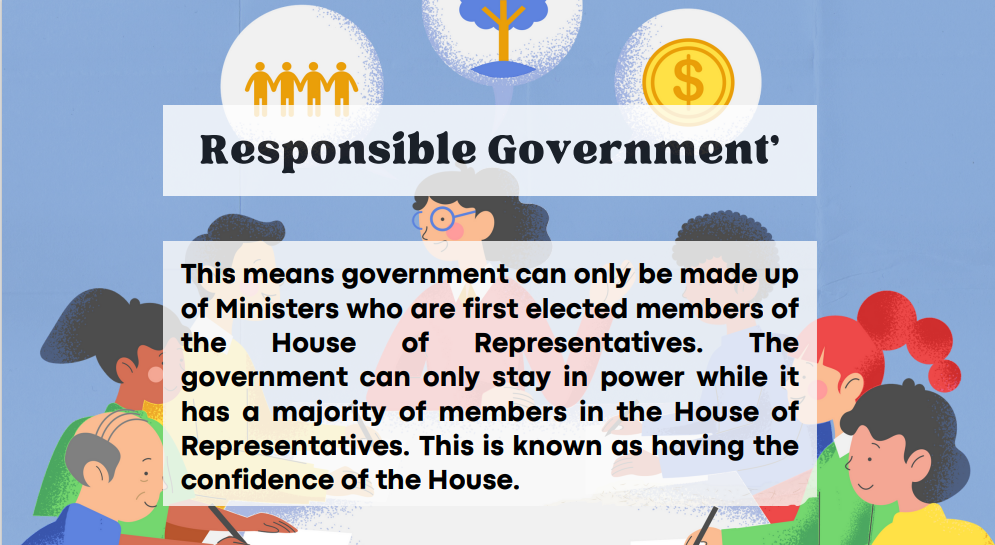 $
Responsible Government’
This means government can only be made up
of Ministers who are first elected members of
the House of Representatives. The
government can only stay in power while it
has a majority of members in the House of
Representatives. This is known as having the
confidence of the House.